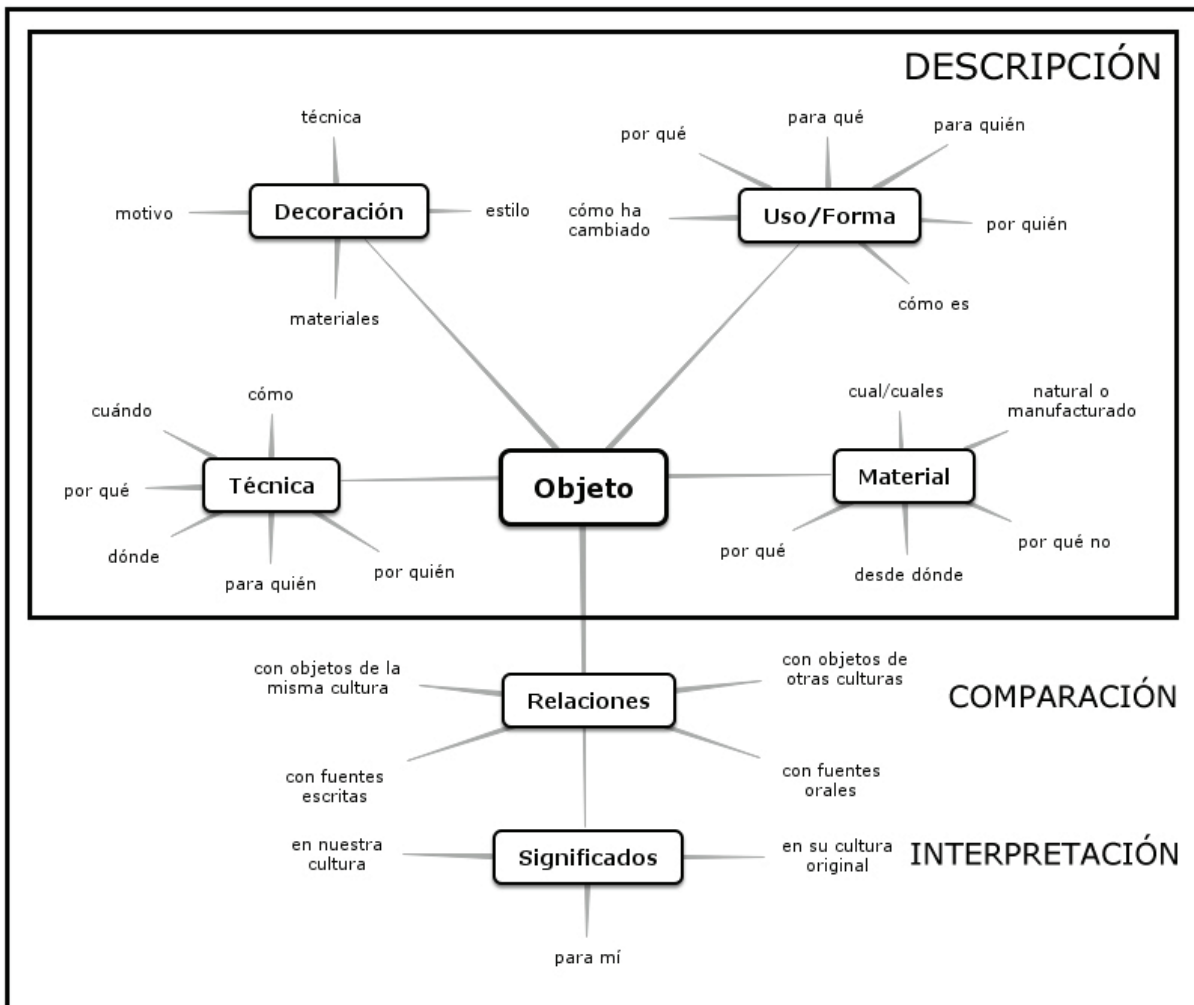 DESCRIPCIÓN
técnica
motivo
Decoración
estilo
materiales
por qué
para qué
para quién
cómo ha
cambiado
Uso/Forma
por quién
cómo es
cuándo
cómo
por qué
Técnica
dónde
para quién
por quién
Objeto
cual/cuales
natural o
manufacturado
Material
por qué
desde dónde
por qué no
con objetos de la
misma cultura
Relaciones
con objetos de
otras culturas
COMPARACIÓN
con fuentes
escritas
con fuentes
orales
en nuestra
cultura
Significados
en su cultura
original
INTERPRETACIÓN
para mí